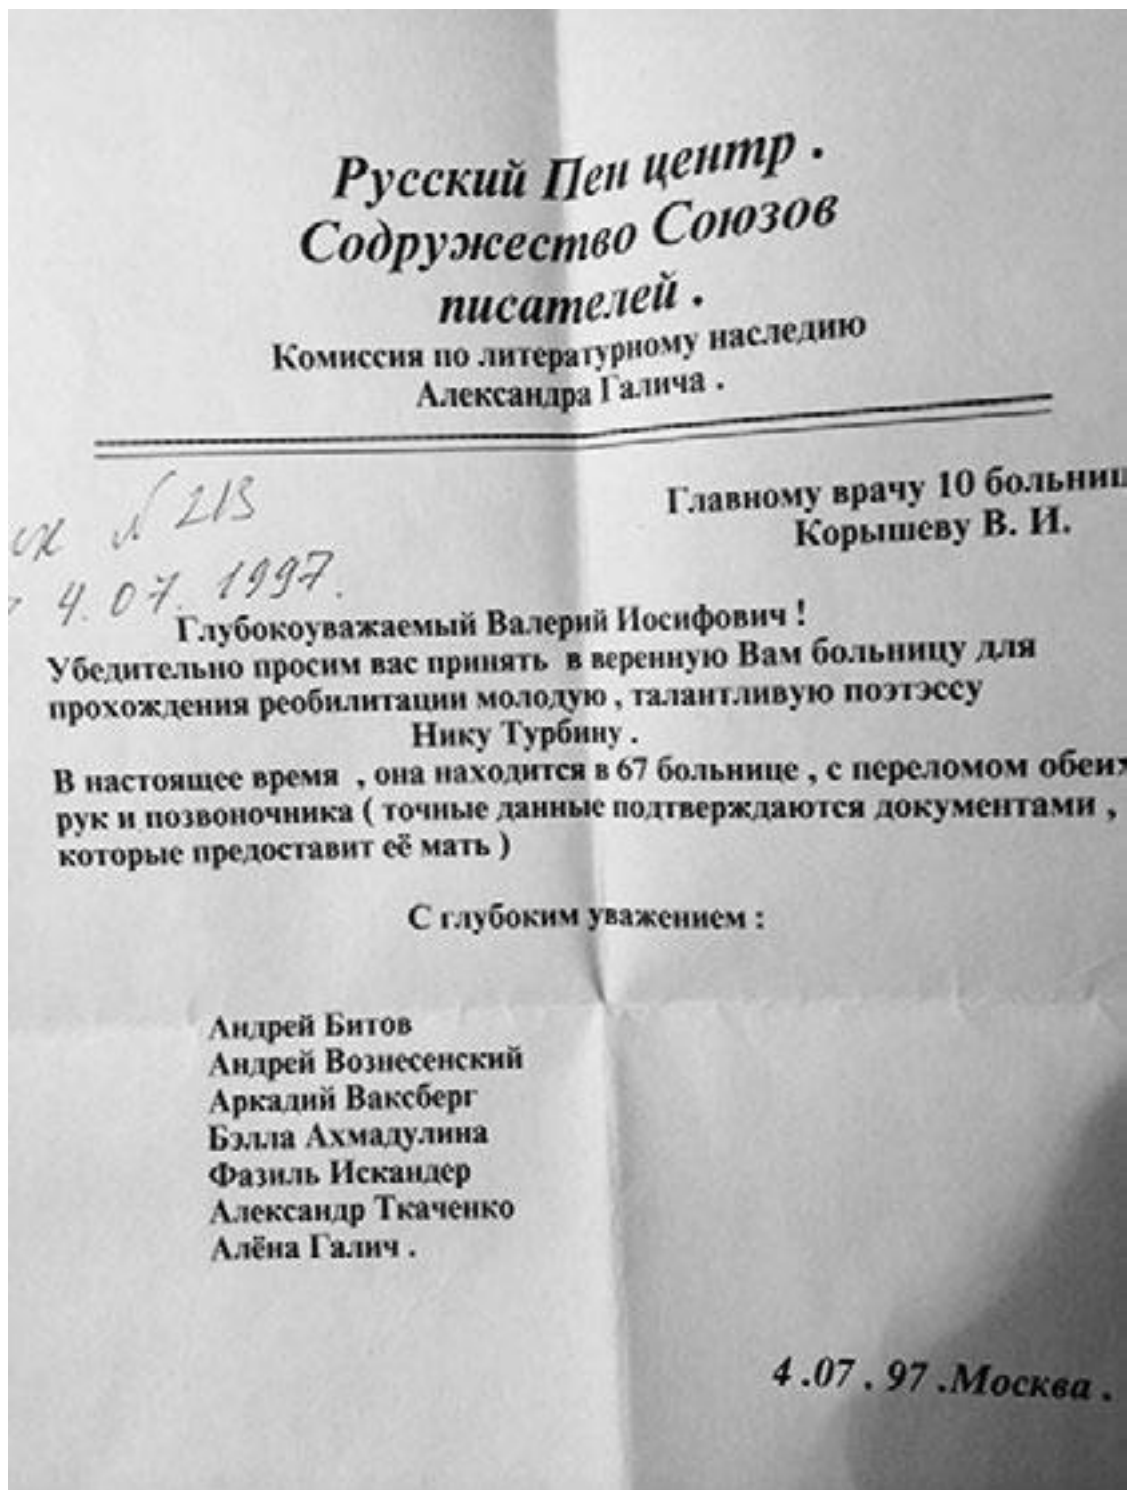 Русский Пен центр .
Содружество Союзов
писателей .
Комиссия по литературному наследию
Александра Галича .
Главному врачу 10 больниц
Корышеву В. И.
их № 213
4.07.1997.
Глубокоуважаемый Валерий Иосифович !
Убедительно просим вас принять в веренную Вам больницу для
прохождения реобилитации молодую , талантливую поэтэссу
Нику Турбину .
В настоящее время , она находится в 67 больнице , с переломом обеих
рук и позвоночника ( точные данные подтверждаются документами ,
которые предоставит её мать )
С глубоким уважением :
Андрей Битов
Андрей Вознесенский
Аркадий Ваксберг
Бэлла Ахмадулина
Фазиль Искандер
Александр Ткаченко
Алёна Галич .
4 .07 . 97 .Москва .